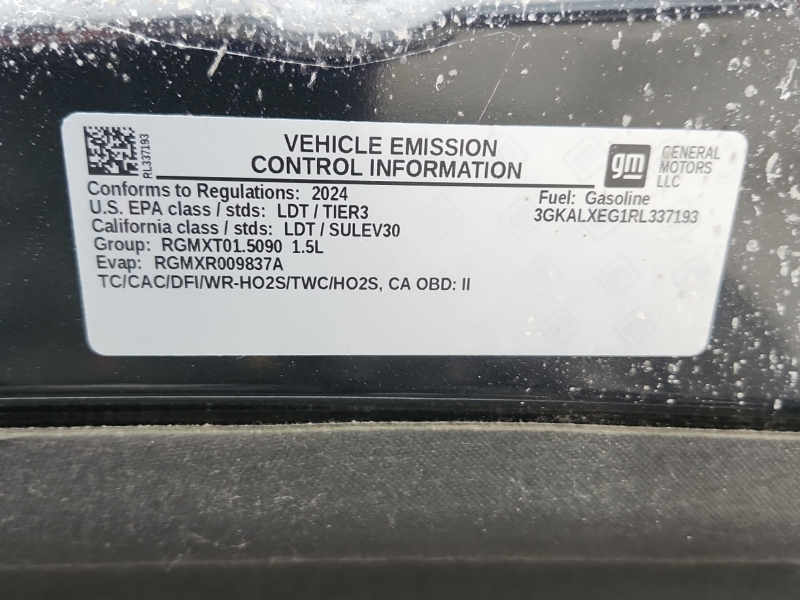 RL337193
VEHICLE EMISSION
CONTROL INFORMATION
gm
GENERAL
MOTORS
LLC
Conforms to Regulations: 2024
U.S. EPA class / stds: LDT / TIER3
California class / stds: LDT / SULEV30
Group: RGMXT01.5090 1.5L
Evap: RGMXR009837A
TC/CAC/DFI/WR-HO2S/TWC/HO2S, CA OBD: II
Fuel: Gasoline
3GKALXEG1RL337193